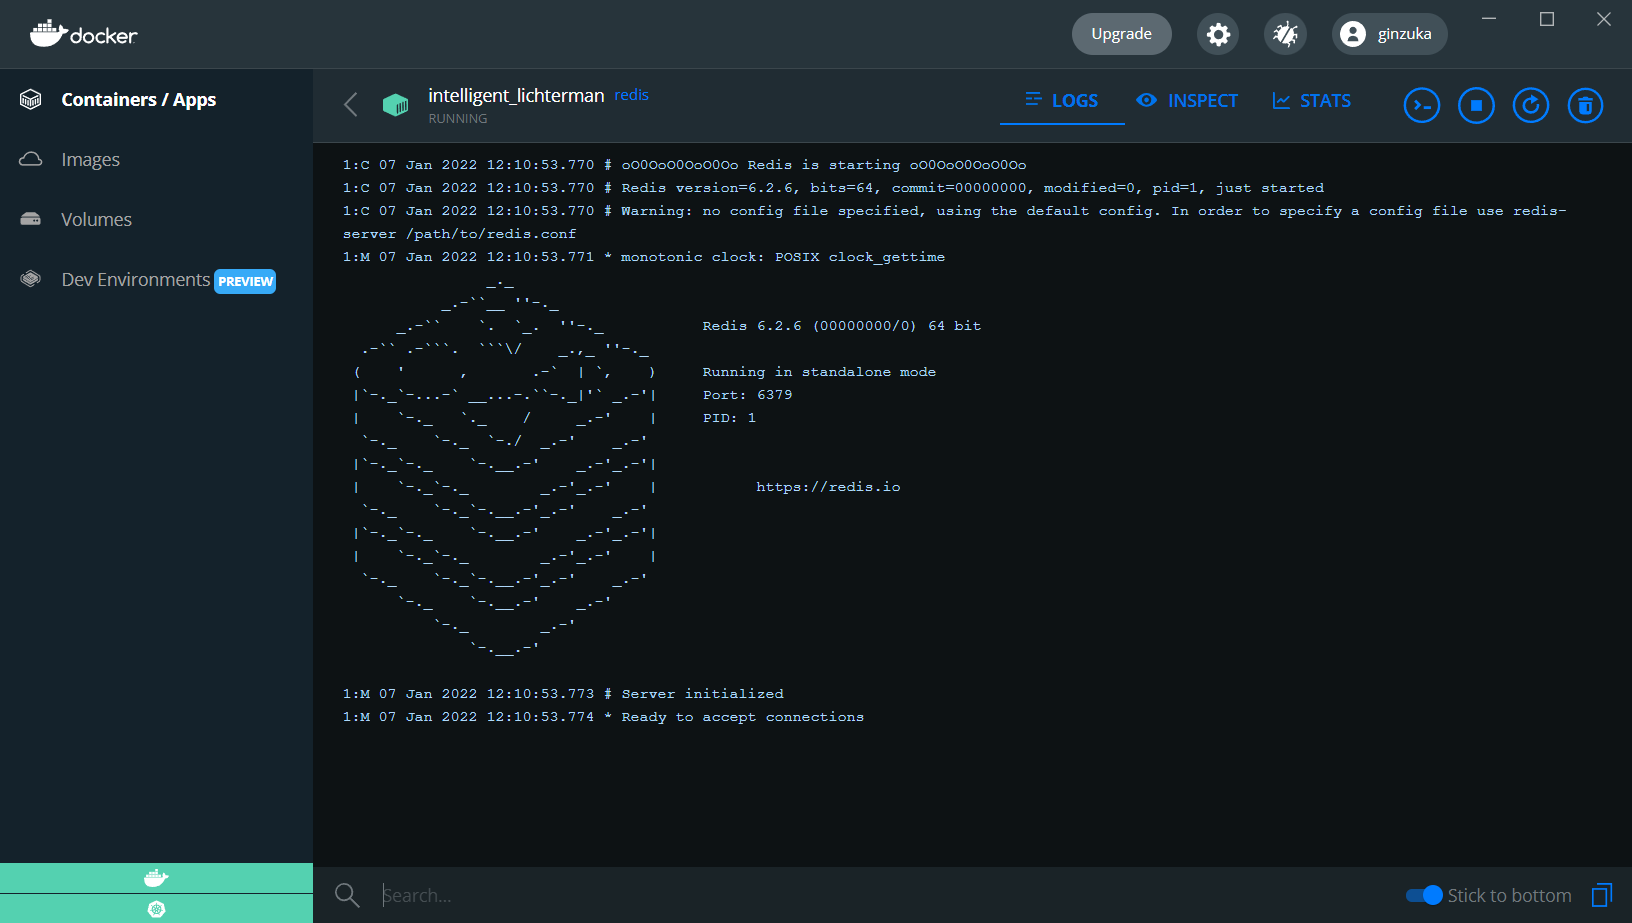 docker
Upgrade
ginzuka
Containers / Apps
Images
Volumes
Dev Environments PREVIEW
intelligent_lichterman redis
RUNNING
LOGS
INSPECT
STATS
1:C 07 Jan 2022 12:10:53.770 # oO0OoO0OoO0Oo Redis is starting oO0OoO0OoO0Oo
1:C 07 Jan 2022 12:10:53.770 # Redis version=6.2.6, bits=64, commit=00000000, modified=0, pid=1, just started
1:C 07 Jan 2022 12:10:53.770 # Warning: no config file specified, using the default config. In order to specify a config file use redis-
server /path/to/redis.conf
1:M 07 Jan 2022 12:10:53.771 * monotonic clock: POSIX clock_gettime
Redis 6.2.6 (00000000/0) 64 bit
Running in standalone mode
Port: 6379
PID: 1
https://redis.io
1:M 07 Jan 2022 12:10:53.773 # Server initialized
1:M 07 Jan 2022 12:10:53.774 * Ready to accept connections
Search...
Stick to bottom